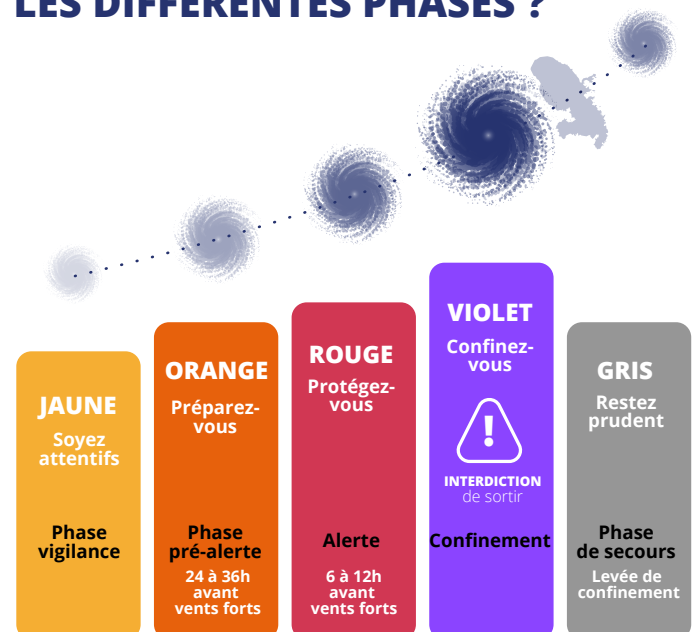 LES DIFFÉRENTES PHASES ?
JAUNE
Soyez
attentifs
Phase
vigilance
ORANGE
Préparez-
vous
Phase
pré-alerte
24 à 36h
avant
vents forts
ROUGE
Protégez-
vous
Alerte
6 à 12h
avant
vents forts
VIOLET
Confinez-
vous
!
INTERDICTION
de sortir
Confinement
GRIS
Restez
prudent
Phase
de secours
Levée de
confinement